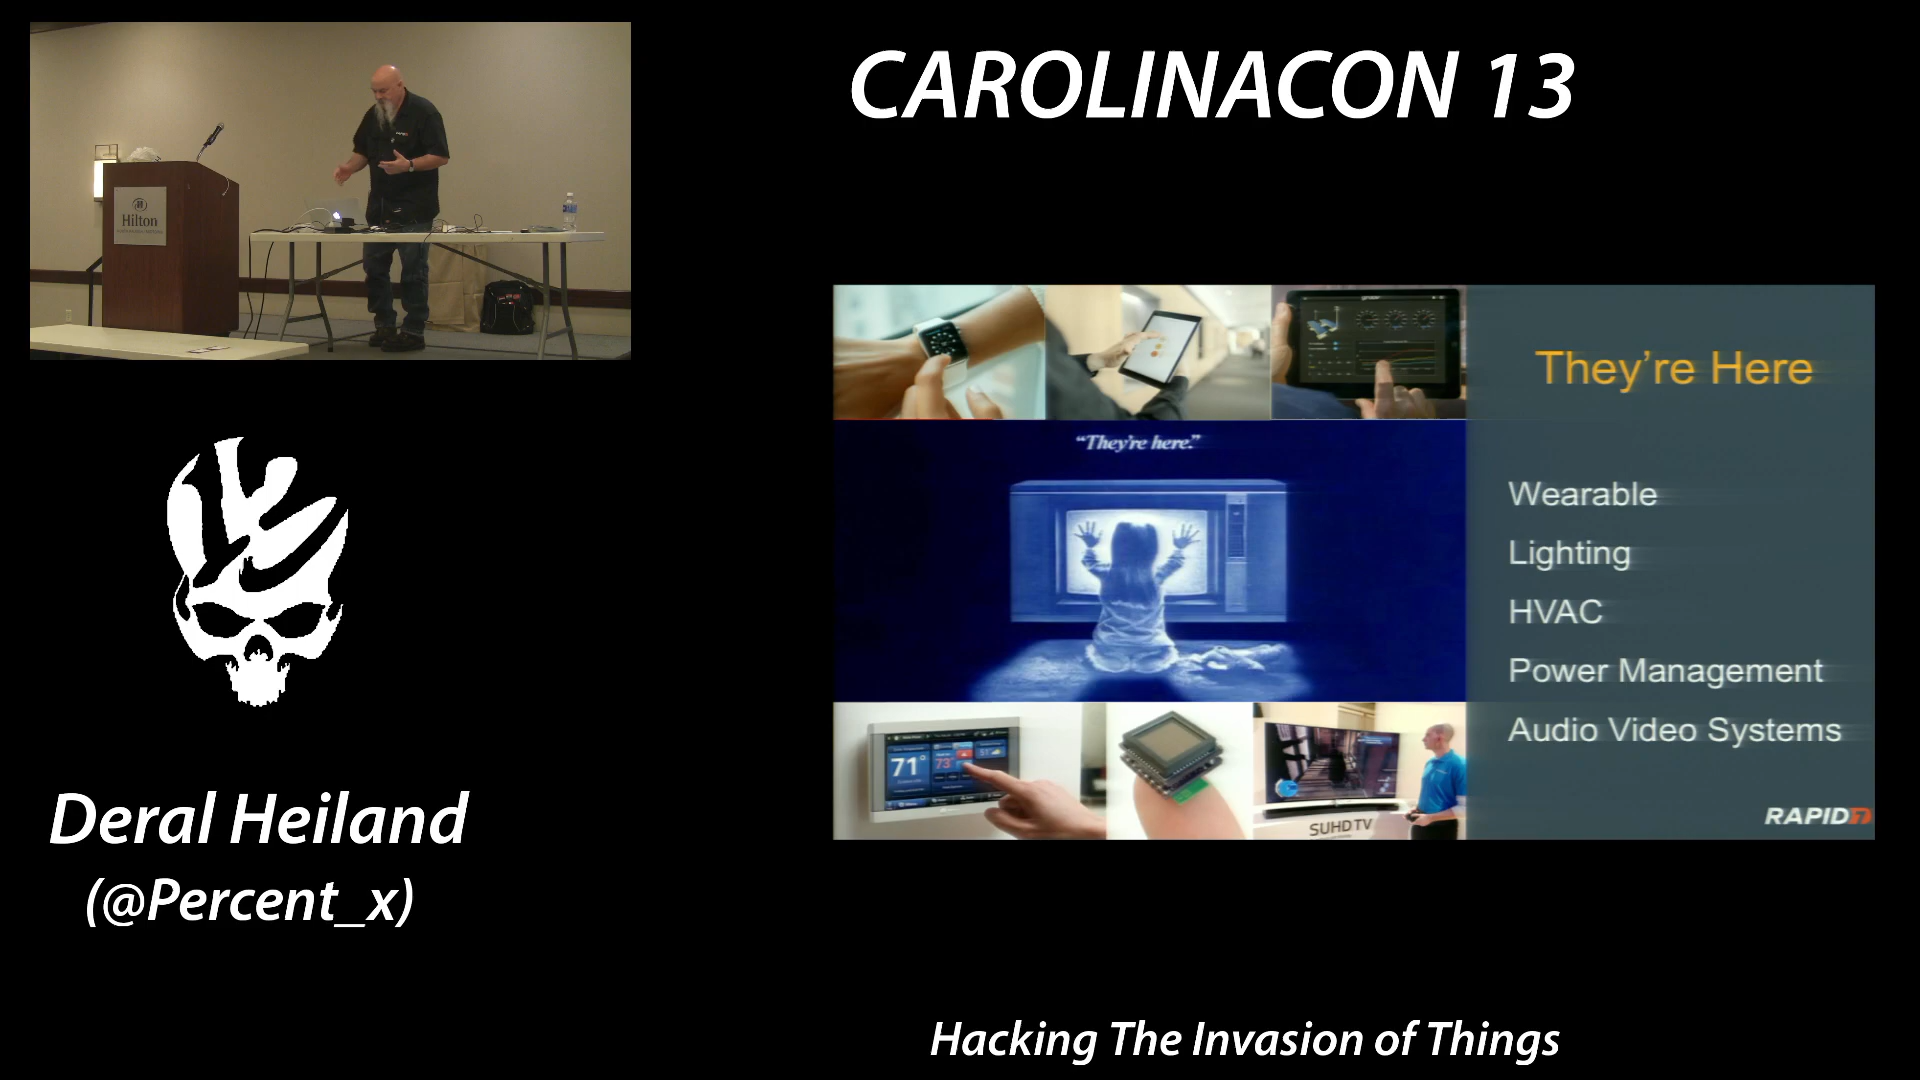 CAROLINACON 13
Hilton
They're Here
"They're here."
Wearable
Lighting
HVAC
Power Management
Audio Video Systems
71°
73°
SUHD TV
RAPID7
Deral Heiland
(@Percent_x)
Hacking The Invasion of Things